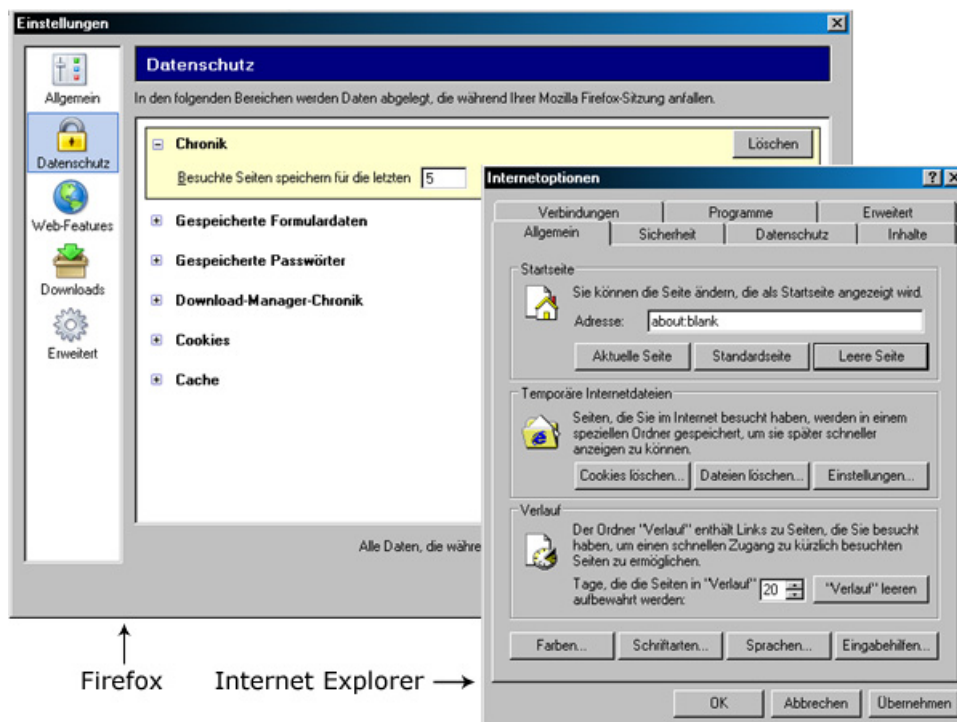 Einstellungen
Allgemein
Datenschutz
Web-Features
Downloads
Erweitert
Datenschutz
In den folgenden Bereichen werden Daten abgelegt, die während Ihrer Mozilla Firefox-Sitzung anfallen.
Chronik
Löschen
Besuchte Seiten speichern für die letzten 5
Gespeicherte Formulardaten
Gespeicherte Passwörter
Download-Manager-Chronik
Cookies
Cache
Alle Daten, die währe
Internetoptionen
Verbindungen Programme Erweitert
Allgemein Sicherheit Datenschutz Inhalte
Startseite
Sie können die Seite ändern, die als Startseite angezeigt wird.
Adresse: about:blank
Aktuelle Seite Standardseite Leere Seite
Temporäre Internetdateien
Seiten, die Sie im Internet besucht haben, werden in einem
speziellen Ordner gespeichert, um sie später schneller
anzeigen zu können.
Cookies löschen... Dateien löschen... Einstellungen...
Verlauf
Der Ordner "Verlauf" enthält Links zu Seiten, die Sie besucht
haben, um einen schnellen Zugang zu kürzlich besuchten
Seiten zu ermöglichen.
Tage, die die Seiten in "Verlauf"
aufbewahrt werden: 20 "Verlauf" leeren
Farben... Schriftarten... Sprachen... Eingabehilfen...
OK Abbrechen Übernehmen
Firefox
Internet Explorer →